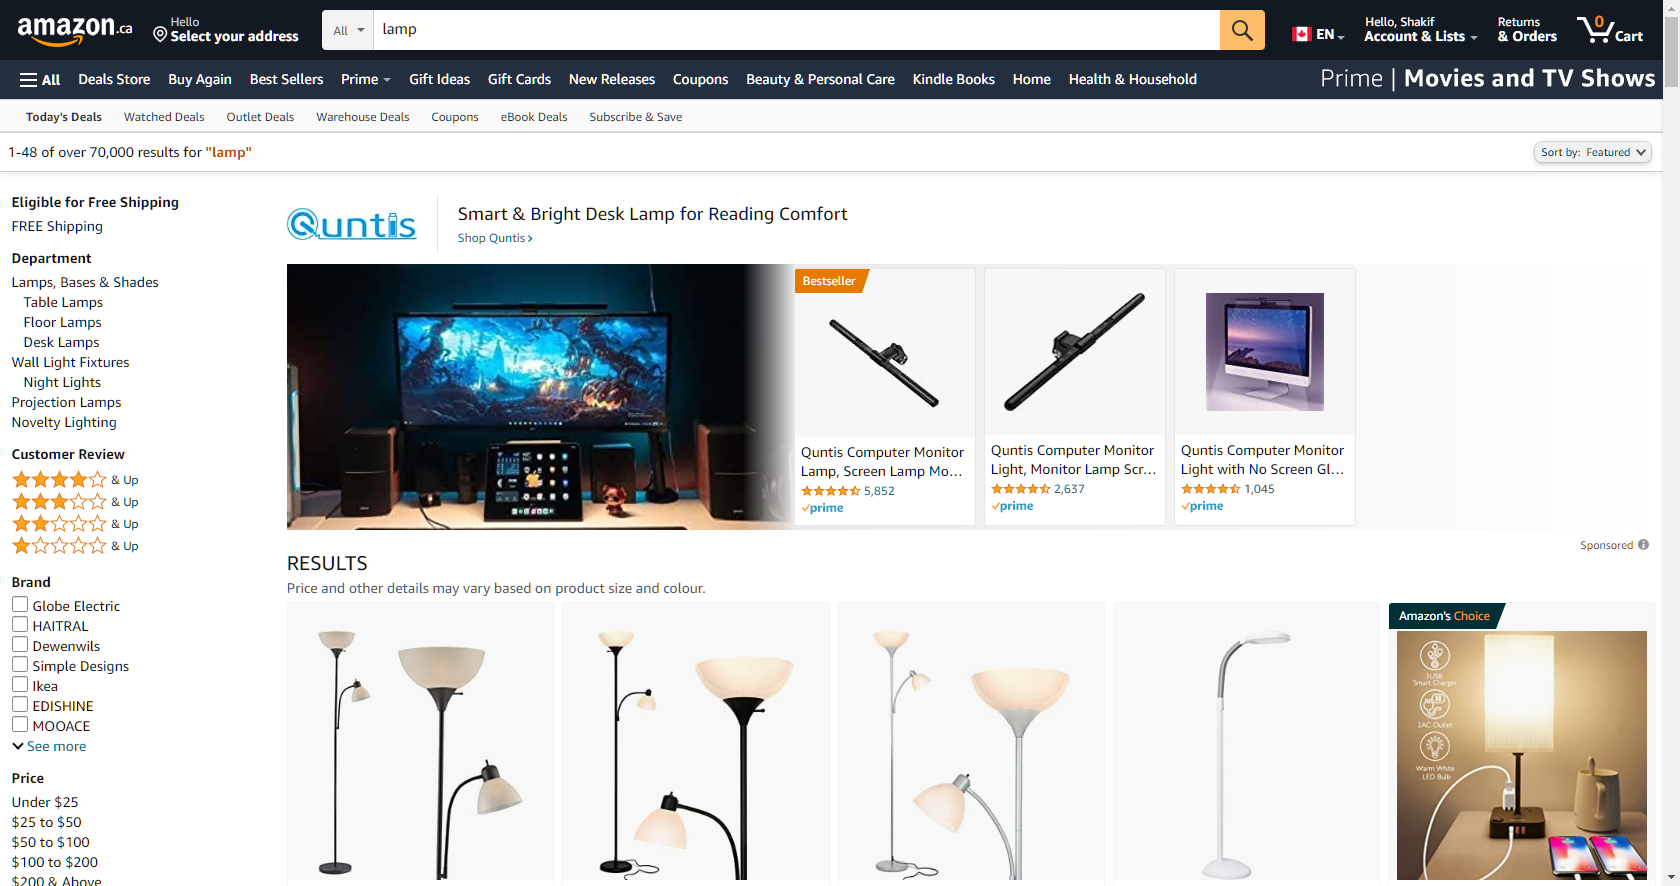 amazon.ca
Hello
Select your address
All
lamp
EN
Hello, Shakif
Account & Lists
Returns
& Orders
0
Cart
All
Deals Store
Buy Again
Best Sellers
Prime
Gift Ideas
Gift Cards
New Releases
Coupons
Beauty & Personal Care
Kindle Books
Home
Health & Household
Prime | Movies and TV Shows
Today's Deals
Watched Deals
Outlet Deals
Warehouse Deals
Coupons
eBook Deals
Subscribe & Save
1-48 of over 70,000 results for "lamp"
Sort by: Featured
Eligible for Free Shipping
FREE Shipping
Department
Lamps, Bases & Shades
Table Lamps
Floor Lamps
Desk Lamps
Wall Light Fixtures
Night Lights
Projection Lamps
Novelty Lighting
Customer Review
& Up
& Up
& Up
& Up
Brand
Globe Electric
HAITRAL
Dewenwils
Simple Designs
Ikea
EDISHINE
MOOACE
See more
Price
Under $25
$25 to $50
$50 to $100
$100 to $200
$200 & Above
Quntis
Smart & Bright Desk Lamp for Reading Comfort
Shop Quntis ›
Bestseller
Quntis Computer Monitor
Lamp, Screen Lamp Mo…
5,852
prime
Quntis Computer Monitor
Light, Monitor Lamp Scr…
2,637
prime
Quntis Computer Monitor
Light with No Screen Gl…
1,045
prime
Sponsored
RESULTS
Price and other details may vary based on product size and colour.
Amazon's Choice
3USB
Smart Charger
2AC Outlet
Warm White
LED Bulb